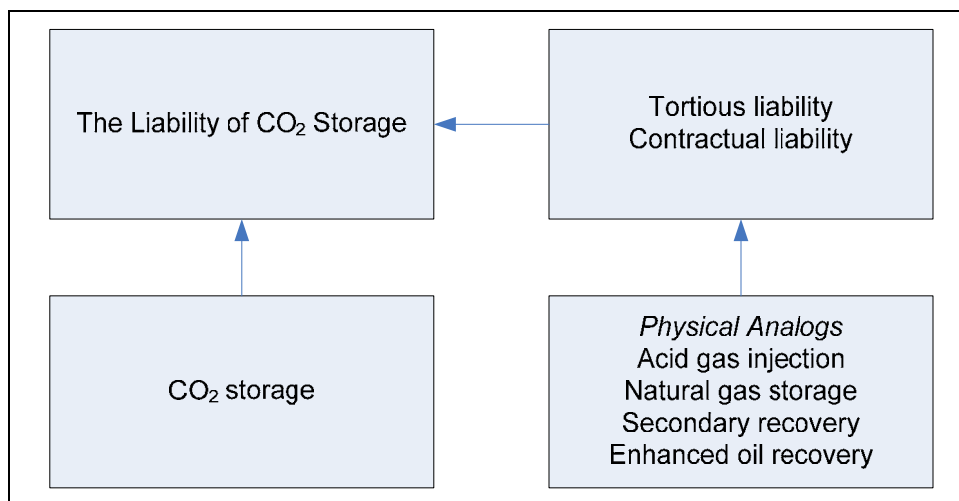 The Liability of CO₂ Storage
Tortious liability
Contractual liability
CO₂ storage
Physical Analogs
Acid gas injection
Natural gas storage
Secondary recovery
Enhanced oil recovery